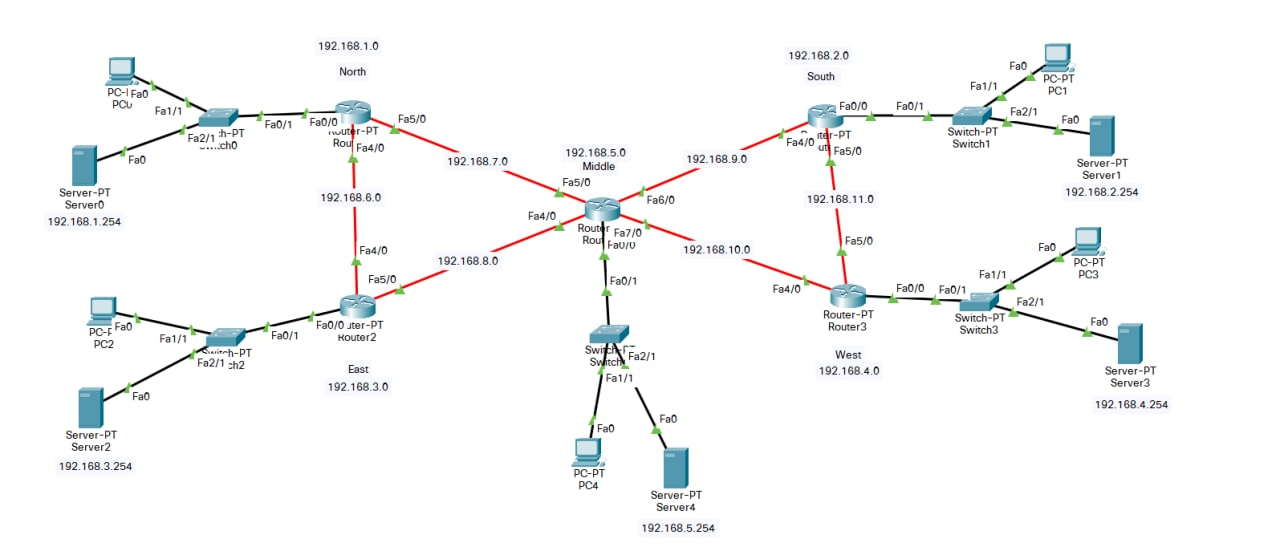 192.168.1.0
North
192.168.2.0
South
Fa0
PC0
Fa1/1
Fa2/1
Fa0
Fa0/1
Fa0/0
Fa5/0
Fa4/0
Server-PT
Server0
192.168.1.254
192.168.7.0
192.168.5.0
Middle
192.168.9.0
Fa0/0
Fa0/1
Fa4/0
Fa5/0
Fa1/1
Fa2/1
Switch-PT
Switch1
Fa0
PC-PT
PC1
Fa0
Server-PT
Server1
192.168.2.254
192.168.6.0
Fa5/0
Fa6/0
Fa4/0
Fa7/0
Fa0/0
Router
192.168.11.0
192.168.8.0
192.168.10.0
Fa4/0
Fa5/0
Fa0/0
Router2
East
192.168.3.0
Fa0
PC2
Fa1/1
Fa2/1
Fa0/1
Fa0
Server-PT
Server2
192.168.3.254
Fa0/1
Fa2/1
Fa1/1
Fa0
PC-PT
PC4
Fa0
Server-PT
Server4
192.168.5.254
Fa5/0
Fa4/0
Fa0/0
Fa0/1
Router-PT
Router3
West
192.168.4.0
Fa1/1
Fa2/1
Switch-PT
Switch3
Fa0
PC-PT
PC3
Fa0
Server-PT
Server3
192.168.4.254